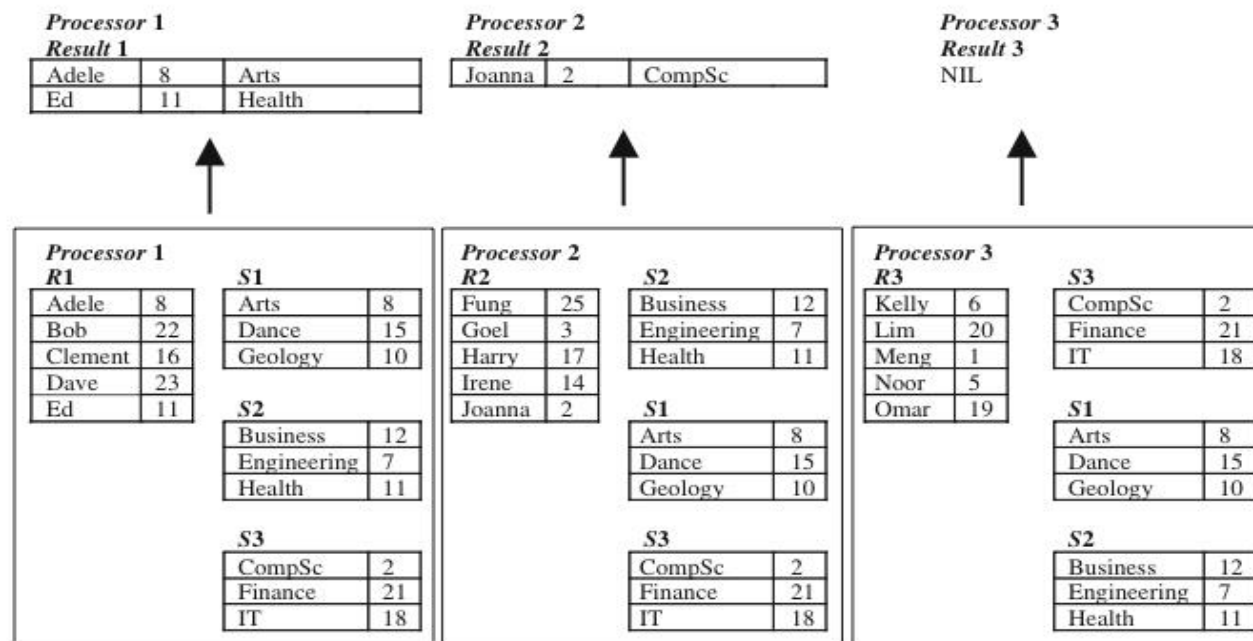 Processor 1
Result 1
Adele 8 Arts
Ed 11 Health
Processor 2
Result 2
Joanna 2 CompSc
Processor 3
Result 3
NIL
Processor 1
R1
Adele 8
Bob 22
Clement 16
Dave 23
Ed 11
S1
Arts 8
Dance 15
Geology 10
S2
Business 12
Engineering 7
Health 11
S3
CompSc 2
Finance 21
IT 18
Processor 2
R2
Fung 25
Goel 3
Harry 17
Irene 14
Joanna 2
S2
Business 12
Engineering 7
Health 11
S1
Arts 8
Dance 15
Geology 10
S3
CompSc 2
Finance 21
IT 18
Processor 3
R3
Kelly 6
Lim 20
Meng 1
Noor 5
Omar 19
S3
CompSc 2
Finance 21
IT 18
S1
Arts 8
Dance 15
Geology 10
S2
Business 12
Engineering 7
Health 11